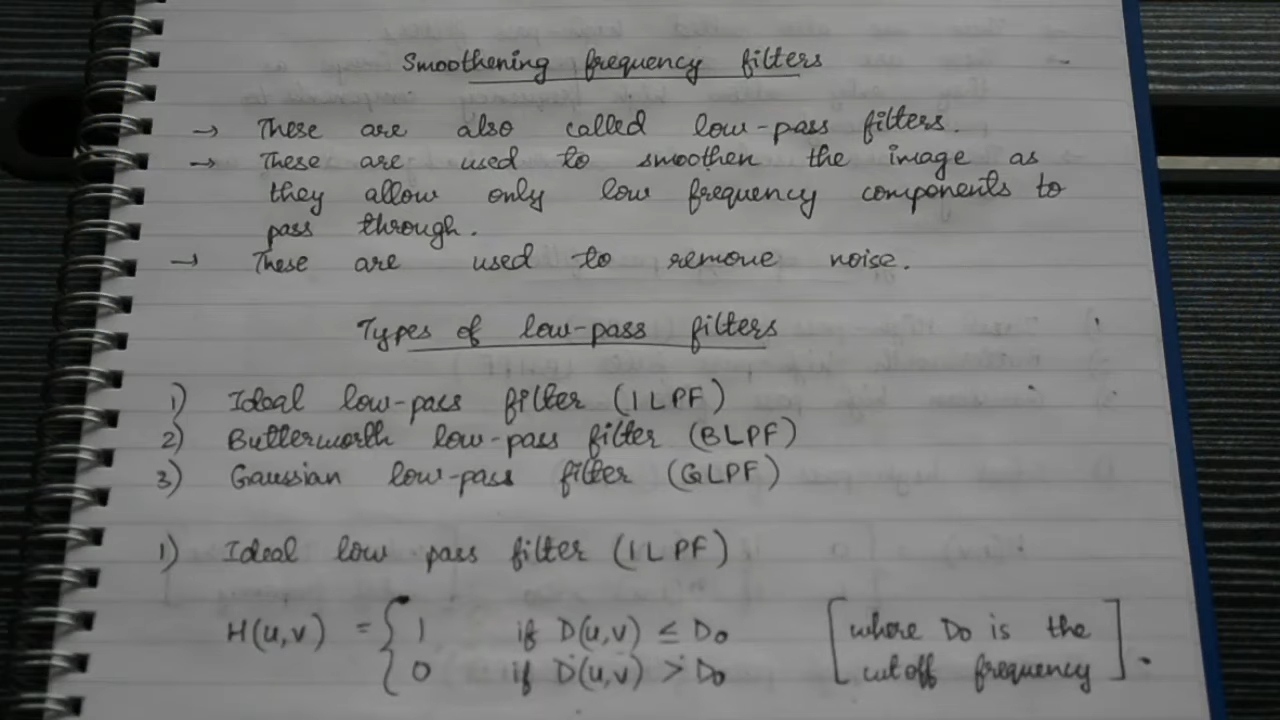 Smoothening frequency filters
→ These are also called low-pass filters.
→ These are used to smoothen the image as
they allow only low frequency components to
pass through.
→ These are used to remove noise.
Types of low-pass filters
1) Ideal low-pass filter (ILPF)
2) Butterworth low-pass filter (BLPF)
3) Gaussian low-pass filter (GLPF)
1) Ideal low pass filter (ILPF)
H(u,v) = { 1 if D(u,v) ≤ D0 [where D0 is the
0 if D(u,v) > D0 cutoff frequency].